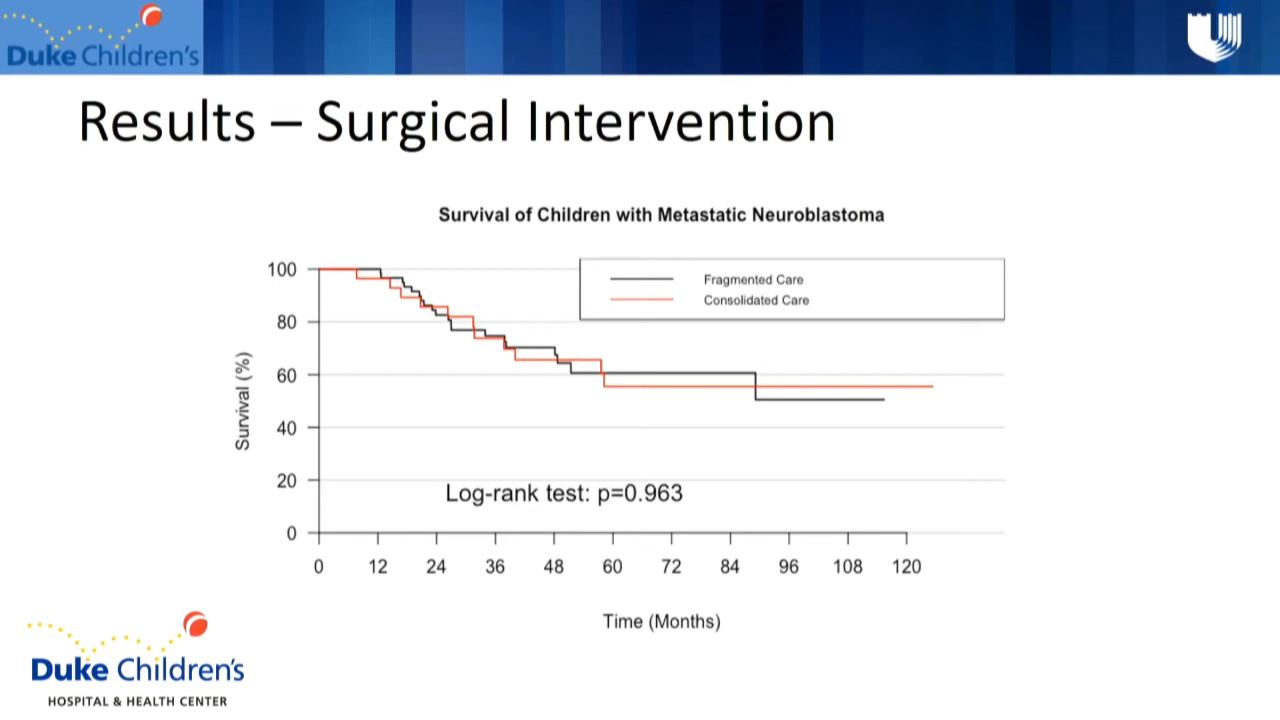 Duke Children's
Results – Surgical Intervention
Survival of Children with Metastatic Neuroblastoma
Fragmented Care
Consolidated Care
100
80
60
40
20
0
Survival (%)
Log-rank test: p=0.963
0 12 24 36 48 60 72 84 96 108 120
Time (Months)
Duke Children's
HOSPITAL & HEALTH CENTER